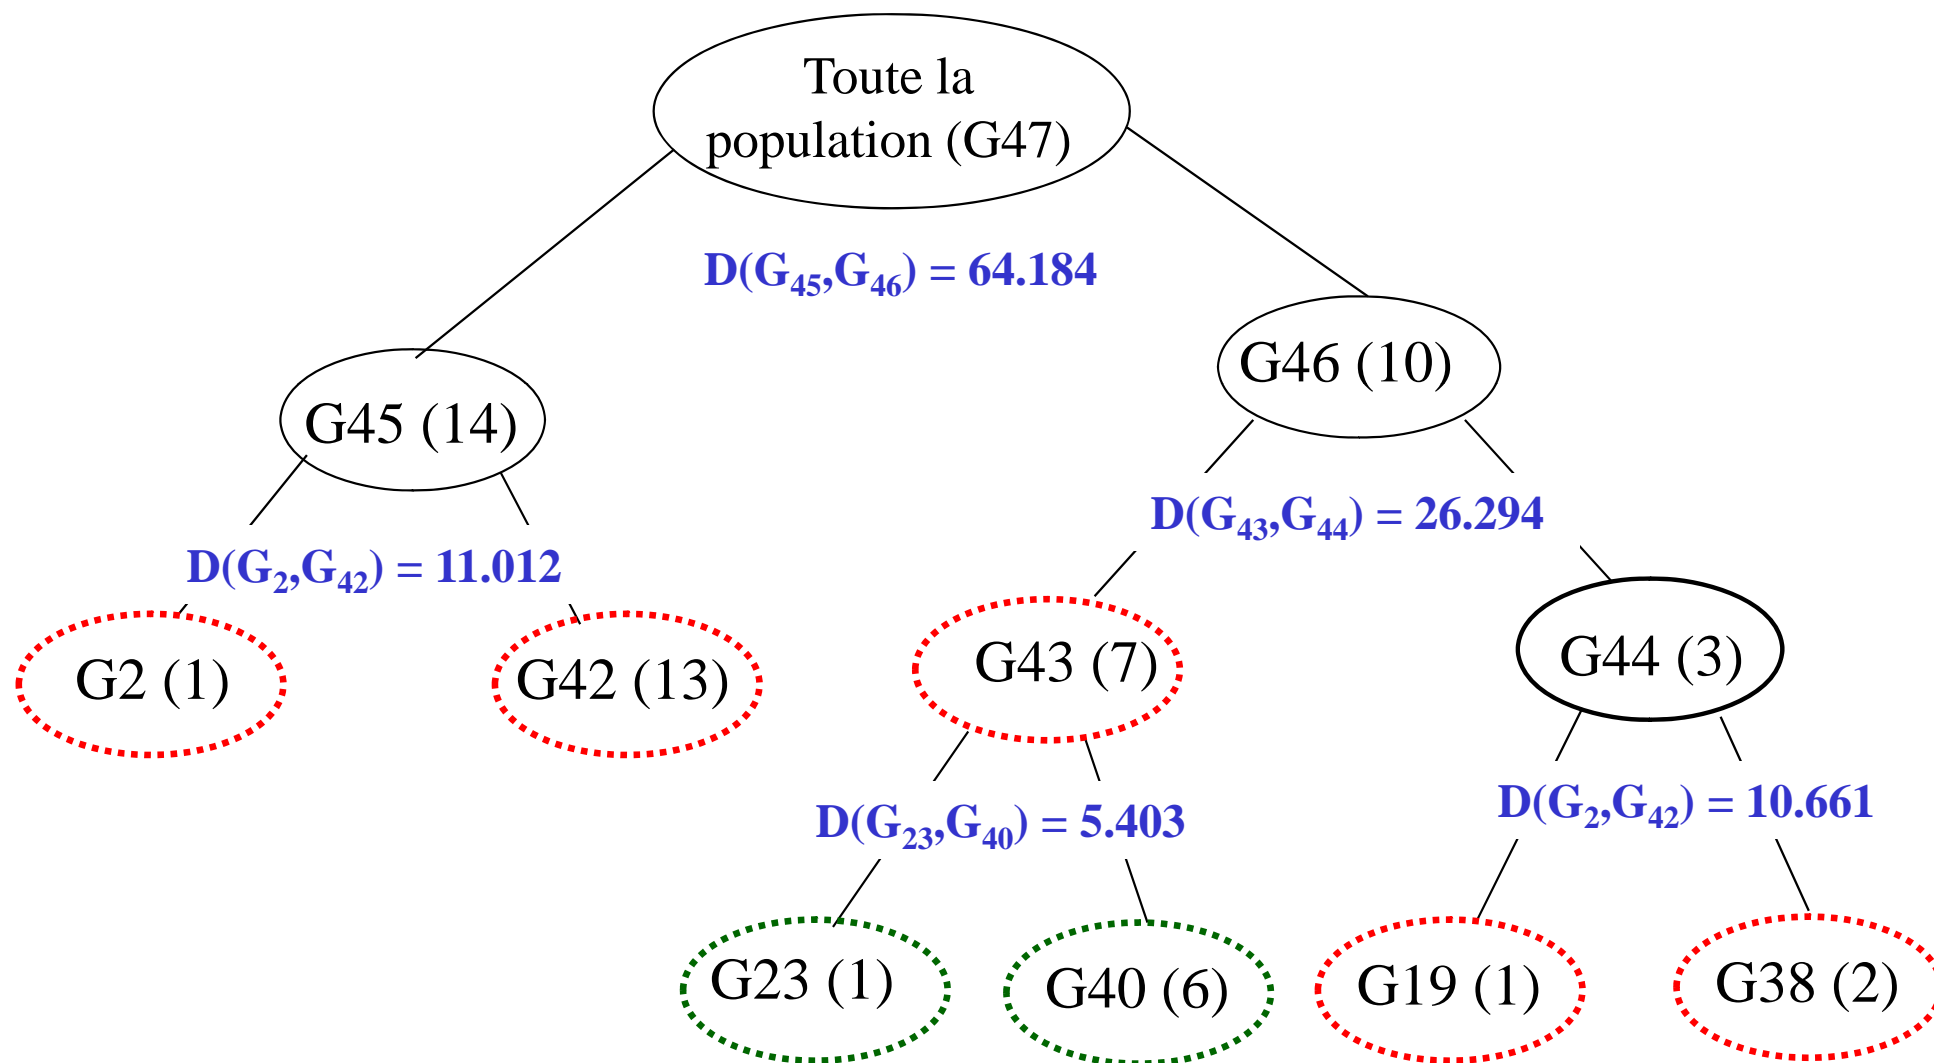 Toute la
population (G47)
D(G45,G46) = 64.184
G46 (10)
G45 (14)
D(G43,G44) = 26.294
D(G2,G42) = 11.012
G43 (7)
G44 (3)
G2 (1)
G42 (13)
D(G23,G40) = 5.403
D(G2,G42) = 10.661
G23 (1)
G40 (6)
G19 (1)
G38 (2)